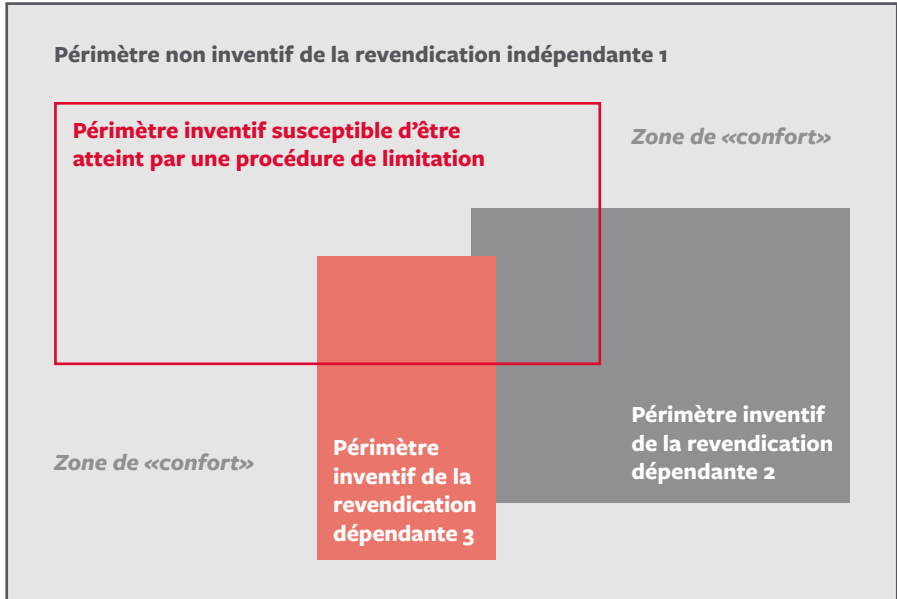 Périmètre non inventif de la revendication indépendante 1
Périmètre inventif susceptible d'être
atteint par une procédure de limitation
Zone de «confort»
Périmètre inventif
de la revendication
dépendante 2
Zone de «confort»
Périmètre
inventif de la
revendication
dépendante 3